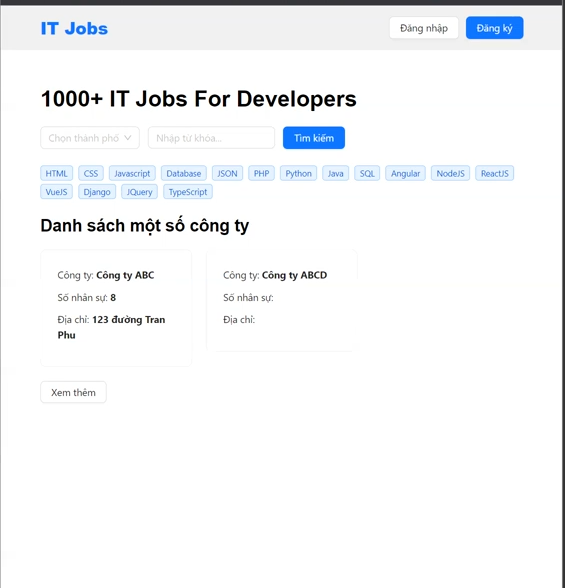 IT Jobs
Đăng nhập
Đăng ký
1000+ IT Jobs For Developers
Chọn thành phố
Nhập từ khóa...
Tìm kiếm
HTML CSS Javascript Database JSON PHP Python Java SQL Angular NodeJS ReactJS
VueJS Django JQuery TypeScript
Danh sách một số công ty
Công ty: Công ty ABC
Số nhân sự: 8
Địa chỉ: 123 đường Tran
Phu
Công ty: Công ty ABCD
Số nhân sự:
Địa chỉ:
Xem thêm